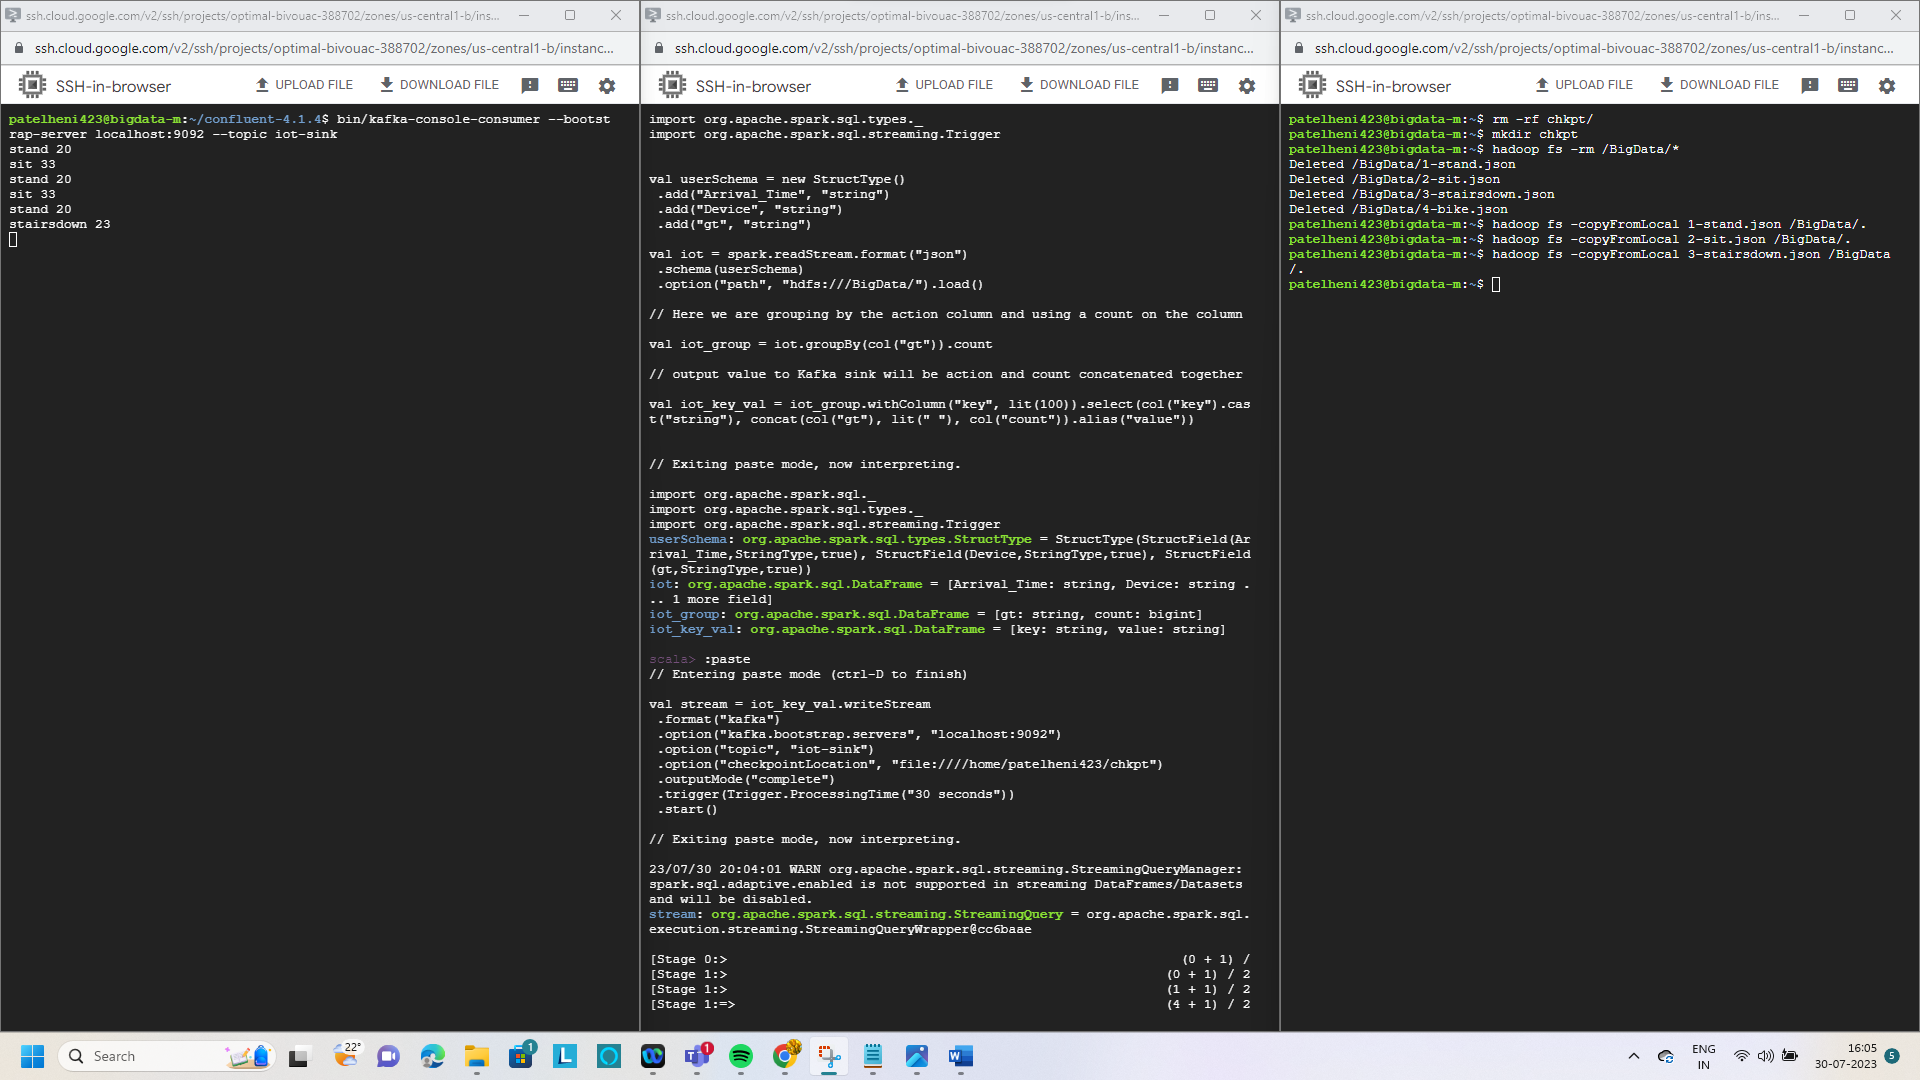 ssh.cloud.google.com/v2/ssh/projects/optimal-bivouac-388702/zones/us-central1-b/ins...
ssh.cloud.google.com/v2/ssh/projects/optimal-bivouac-388702/zones/us-central1-b/instanc...
SSH-in-browser
UPLOAD FILE
DOWNLOAD FILE
patelheni423@bigdata-m:~/confluent-4.1.4$ bin/kafka-console-consumer --bootst
rap-server localhost:9092 --topic iot-sink
stand 20
sit 33
stand 20
sit 33
stand 20
stairsdown 23
ssh.cloud.google.com/v2/ssh/projects/optimal-bivouac-388702/zones/us-central1-b/ins...
ssh.cloud.google.com/v2/ssh/projects/optimal-bivouac-388702/zones/us-central1-b/instanc...
SSH-in-browser
UPLOAD FILE
DOWNLOAD FILE
import org.apache.spark.sql.types._
import org.apache.spark.sql.streaming.Trigger
val userSchema = new StructType()
.add("Arrival_Time", "string")
.add("Device", "string")
.add("gt", "string")
val iot = spark.readStream.format("json")
.schema(userSchema)
.option("path", "hdfs:///BigData/").load()
// Here we are grouping by the action column and using a count on the column
val iot_group = iot.groupBy(col("gt")).count
// output value to Kafka sink will be action and count concatenated together
val iot_key_val = iot_group.withColumn("key", lit(100)).select(col("key").cas
t("string"), concat(col("gt"), lit(" "), col("count")).alias("value"))
// Exiting paste mode, now interpreting.
import org.apache.spark.sql._
import org.apache.spark.sql.types._
import org.apache.spark.sql.streaming.Trigger
userSchema: org.apache.spark.sql.types.StructType = StructType(StructField(Ar
rival_Time,StringType,true), StructField(Device,StringType,true), StructField
(gt,StringType,true))
iot: org.apache.spark.sql.DataFrame = [Arrival_Time: string, Device: string .
.. 1 more field]
iot_group: org.apache.spark.sql.DataFrame = [gt: string, count: bigint]
iot_key_val: org.apache.spark.sql.DataFrame = [key: string, value: string]
scala> :paste
// Entering paste mode (ctrl-D to finish)
val stream = iot_key_val.writeStream
.format("kafka")
.option("kafka.bootstrap.servers", "localhost:9092")
.option("topic", "iot-sink")
.option("checkpointLocation", "file:////home/patelheni423/chkpt")
.outputMode("complete")
.trigger(Trigger.ProcessingTime("30 seconds"))
.start()
// Exiting paste mode, now interpreting.
23/07/30 20:04:01 WARN org.apache.spark.sql.streaming.StreamingQueryManager:
spark.sql.adaptive.enabled is not supported in streaming DataFrames/Datasets
and will be disabled.
stream: org.apache.spark.sql.streaming.StreamingQuery = org.apache.spark.sql.
execution.streaming.StreamingQueryWrapper@cc6baae
[Stage 0:> (0 + 1) /
[Stage 1:> (0 + 1) / 2
[Stage 1:> (1 + 1) / 2
[Stage 1:=> (4 + 1) / 2
ssh.cloud.google.com/v2/ssh/projects/optimal-bivouac-388702/zones/us-central1-b/ins...
ssh.cloud.google.com/v2/ssh/projects/optimal-bivouac-388702/zones/us-central1-b/instanc...
SSH-in-browser
UPLOAD FILE
DOWNLOAD FILE
patelheni423@bigdata-m:~$ rm -rf chkpt/
patelheni423@bigdata-m:~$ mkdir chkpt
patelheni423@bigdata-m:~$ hadoop fs -rm /BigData/*
Deleted /BigData/1-stand.json
Deleted /BigData/2-sit.json
Deleted /BigData/3-stairsdown.json
Deleted /BigData/4-bike.json
patelheni423@bigdata-m:~$ hadoop fs -copyFromLocal 1-stand.json /BigData/.
patelheni423@bigdata-m:~$ hadoop fs -copyFromLocal 2-sit.json /BigData/.
patelheni423@bigdata-m:~$ hadoop fs -copyFromLocal 3-stairsdown.json /BigData
/.
patelheni423@bigdata-m:~$
Search
22°
1
L
1
W
ENG
IN
16:05
30-07-2023
5